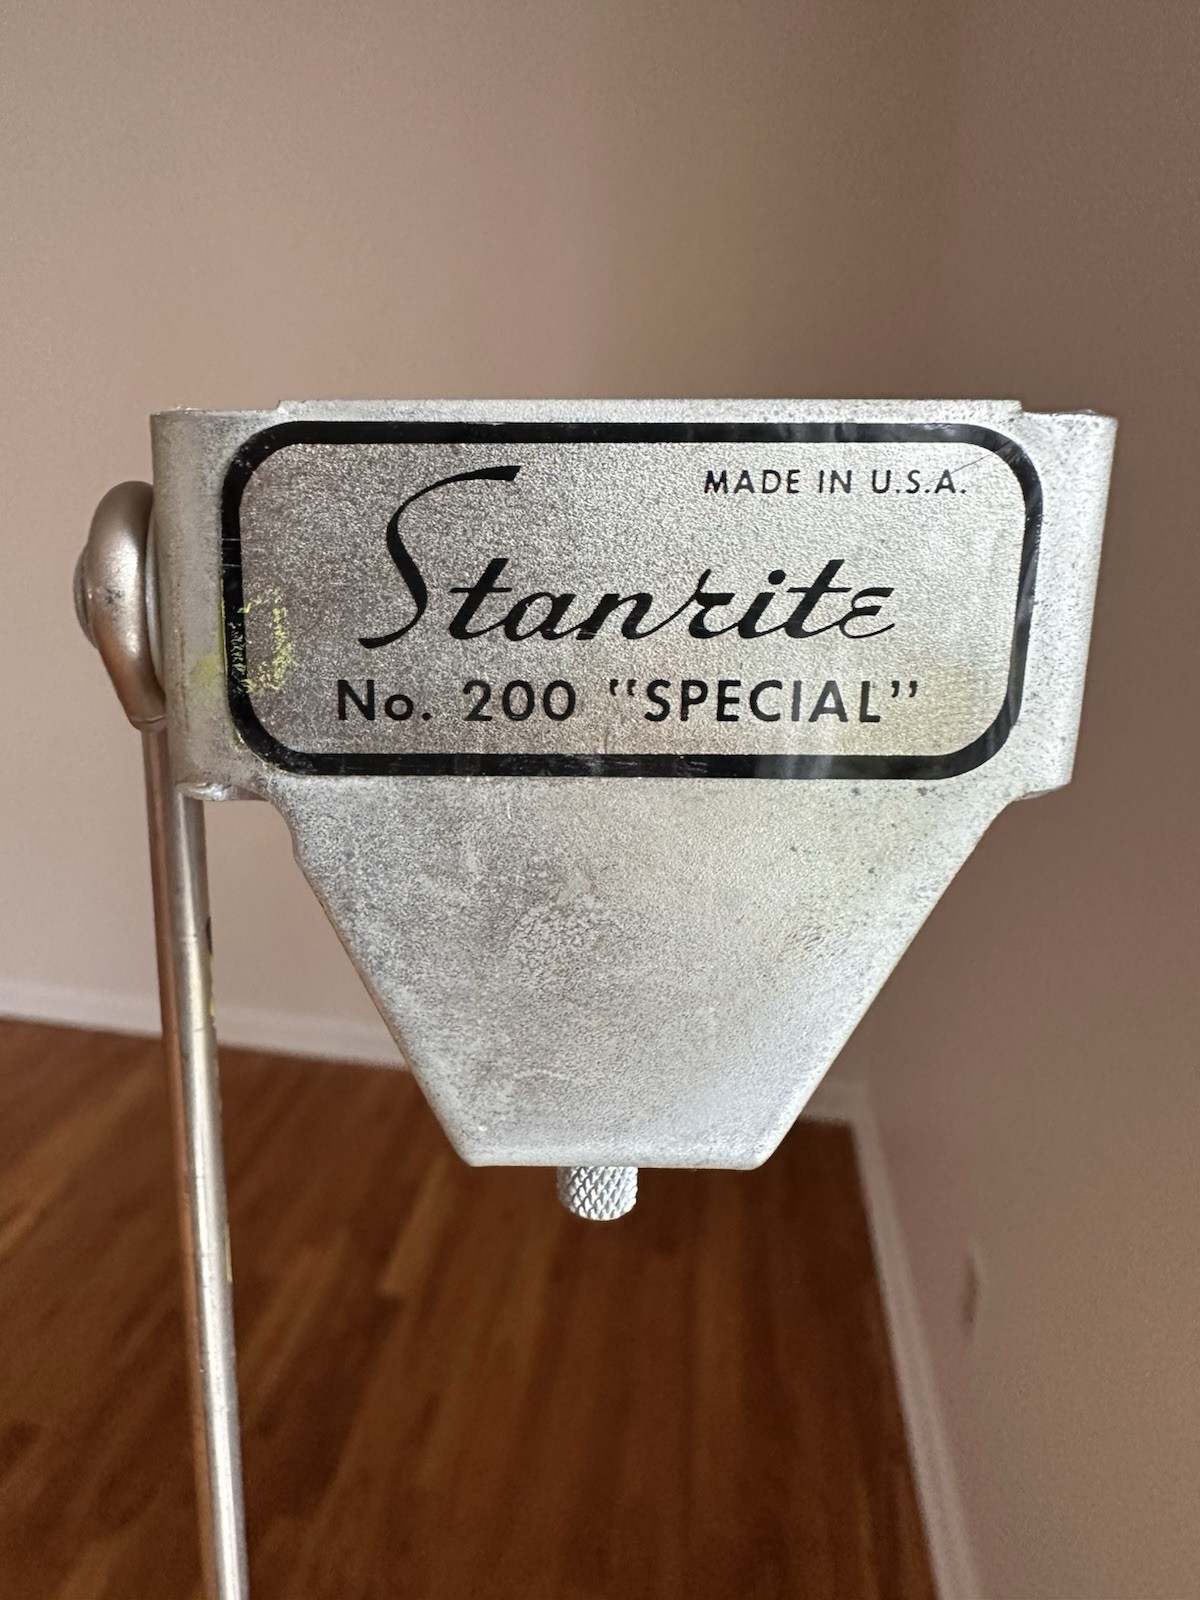 MADE IN U.S.A.
Stanrite
No. 200 "SPECIAL"